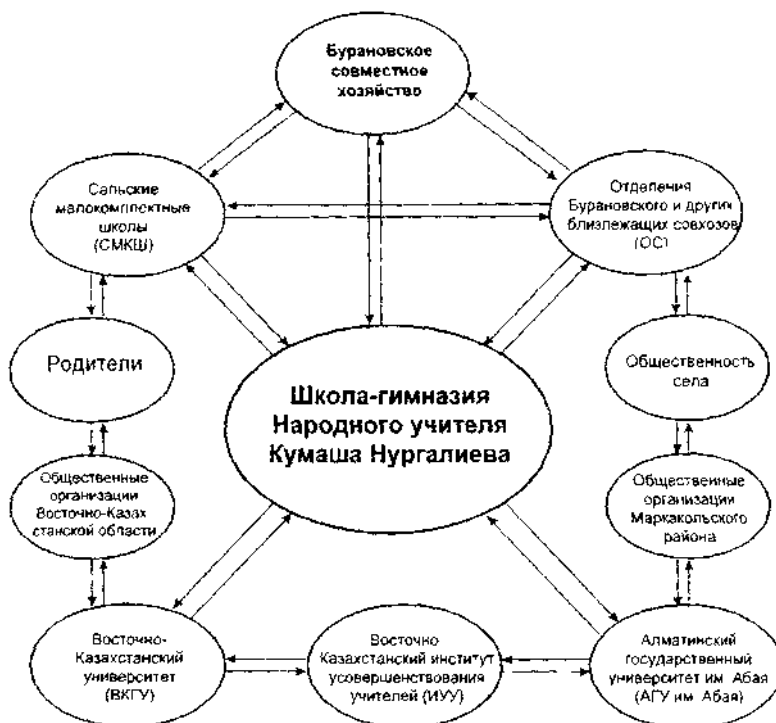 Бурановское
совместное
хозяйство
Сельские
малокомплектные
школы
(СМКШ)
Отделения
Бурановского и других
близлежащих совхозов
(ОС)
Родители
Школа-гимназия
Народного учителя
Кумаша Нургалиева
Общественность
села
Общественные
организации
Восточно-Казах
станской области
Общественные
организации
Маркакольского
района
Восточно-
Казахстанский
университет
(ВКГУ)
Восточно
Казахстанский институт
усовершенствования
учителей (ИУУ)
Алматинский
государственный
университет им. Абая
(АГУ им. Абая)